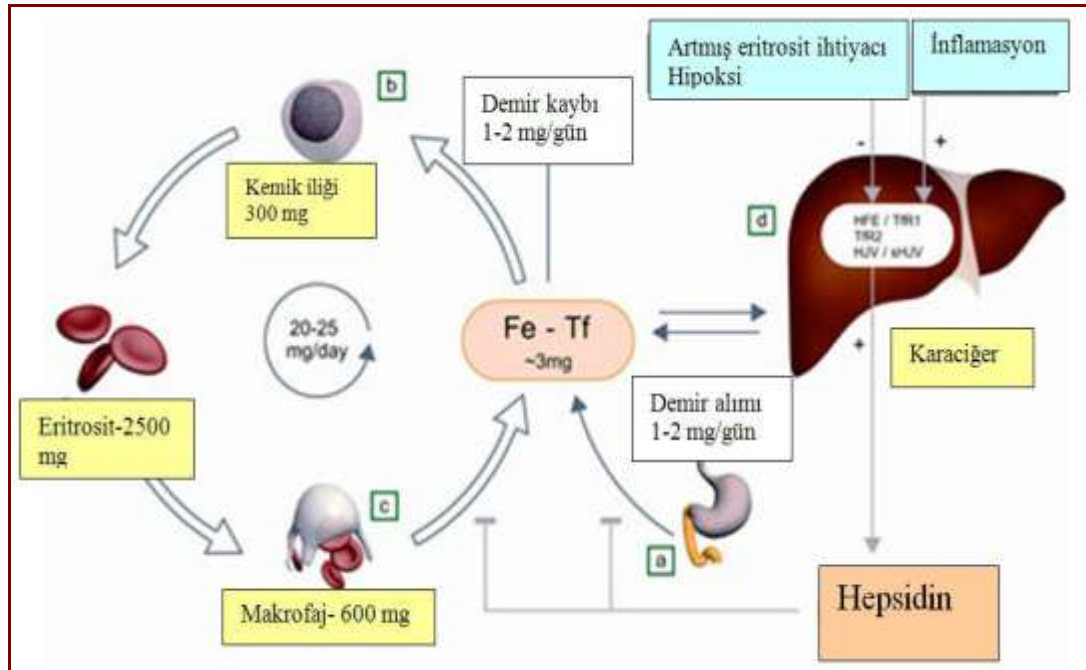 Artmış eritrosit ihtiyacı
Hipoksi
İnflamasyon
b
Demir kaybı
1-2 mg/gün
-
+
Kemik iliği
300 mg
d
HFE / TfR1
TfR2
HJV / sHJV
20-25
mg/day
Fe - Tf
~3mg
+
Karaciğer
Demir alımı
1-2 mg/gün
Eritrosit-2500
mg
c
a
Makrofaj- 600 mg
Hepsidin